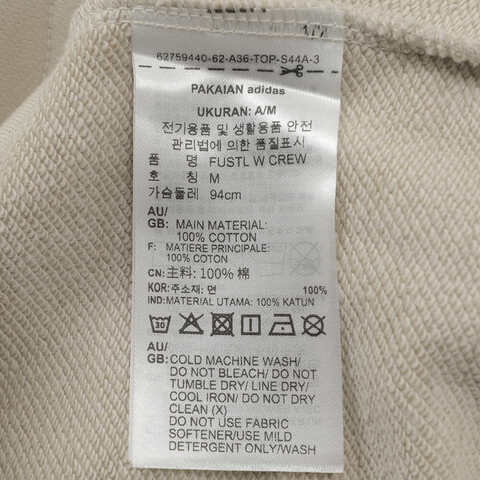 62759440-62-A36-TOP-S44A-3
PAKAIAN adidas
UKURAN: A/M
전기용품 및 생활용품 안전
관리법에 의한 품질표시
품 명 FUSTL W CREW
호 칭 M
가슴둘레 94cm
AU/
GB: MAIN MATERIAL:
100% COTTON
F: MATIERE PRINCIPALE:
100% COTON
CN: 主料: 100% 棉
KOR: 주소재: 면 100%
IND: MATERIAL UTAMA: 100% KATUN
30
AU/
GB: COLD MACHINE WASH/
DO NOT BLEACH/ DO NOT
TUMBLE DRY/ LINE DRY/
COOL IRON/ DO NOT DRY
CLEAN (X)
DO NOT USE FABRIC
SOFTENER/USE MILD
DETERGENT ONLY/WASH